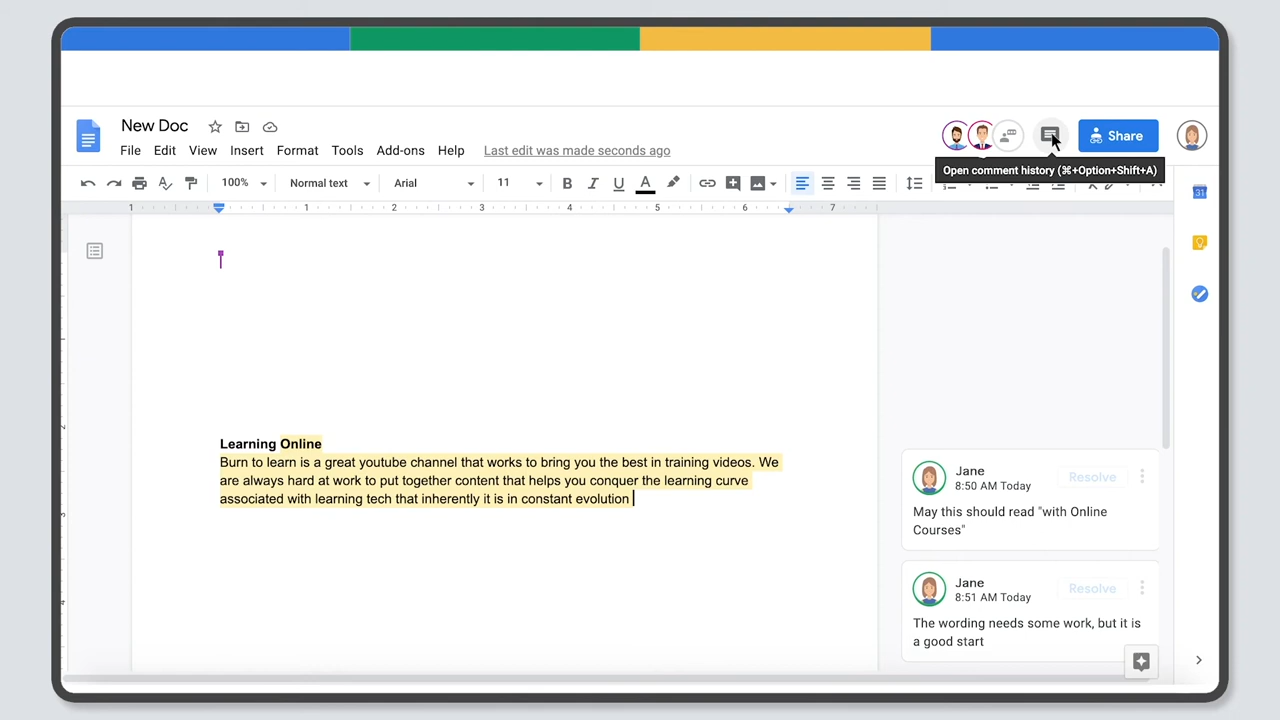 New Doc
File Edit View Insert Format Tools Add-ons Help Last edit was made seconds ago
Share
Open comment history (⌘+Option+Shift+A)
100% Normal text Arial 11 B I U A
1 1 2 3 4 5 6 7
31
2
3
4
Learning Online
Burn to learn is a great youtube channel that works to bring you the best in training videos. We
are always hard at work to put together content that helps you conquer the learning curve
associated with learning tech that inherently it is in constant evolution
Jane
8:50 AM Today
Resolve
May this should read "with Online
Courses"
Jane
8:51 AM Today
Resolve
The wording needs some work, but it is
a good start